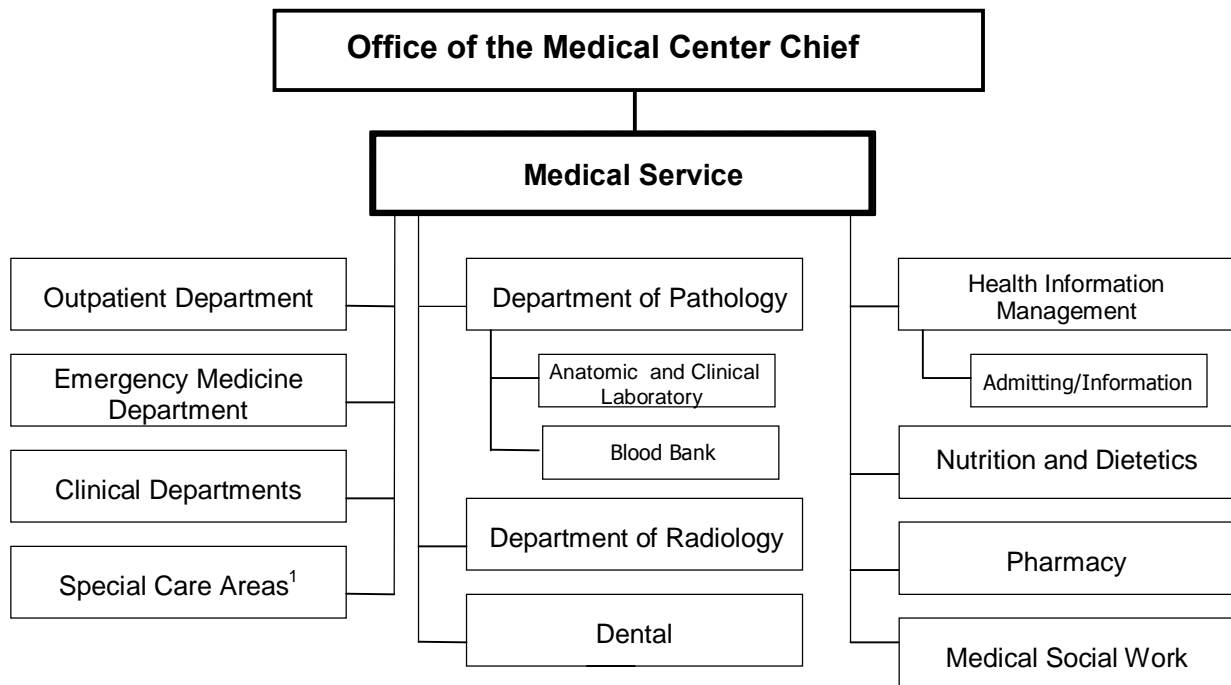 Office of the Medical Center Chief
Medical Service
Outpatient Department
Emergency Medicine
Department
Clinical Departments
Special Care Areas¹
Department of Pathology
Anatomic and Clinical
Laboratory
Blood Bank
Department of Radiology
Dental
Health Information
Management
Admitting/Information
Nutrition and Dietetics
Pharmacy
Medical Social Work